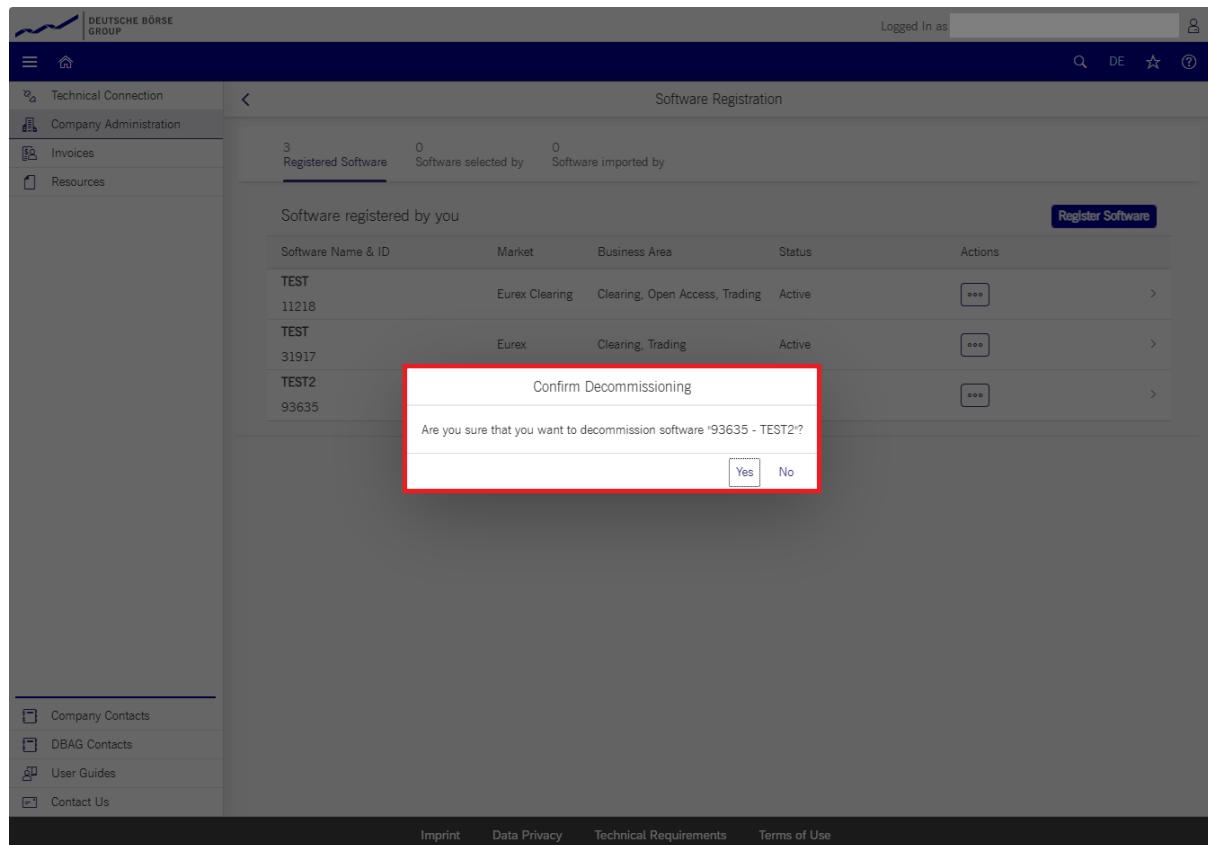 DEUTSCHE BÖRSE
GROUP
Logged In as
DE
Technical Connection
Company Administration
Invoices
Resources
Software Registration
3
Registered Software
0
Software selected by
0
Software imported by
Software registered by you
Register Software
Software Name & ID Market Business Area Status Actions
TEST
11218
Eurex Clearing Clearing, Open Access, Trading Active
TEST
31917
Eurex Clearing, Trading Active
TEST2
93635
Confirm Decommissioning
Are you sure that you want to decommission software "93635 - TEST2"?
Yes No
Company Contacts
DBAG Contacts
User Guides
Contact Us
Imprint Data Privacy Technical Requirements Terms of Use